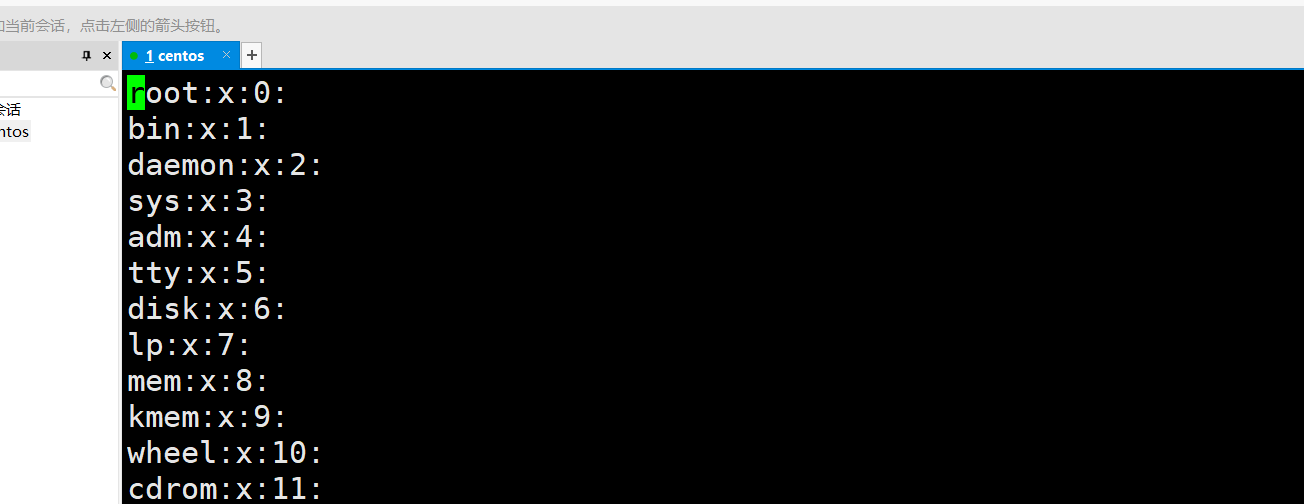 当前会话，点击左侧的箭头按钮。
1 centos
+
会话
ntos
root:x:0:
bin:x:1:
daemon:x:2:
sys:x:3:
adm:x:4:
tty:x:5:
disk:x:6:
lp:x:7:
mem:x:8:
kmem:x:9:
wheel:x:10:
cdrom:x:11: